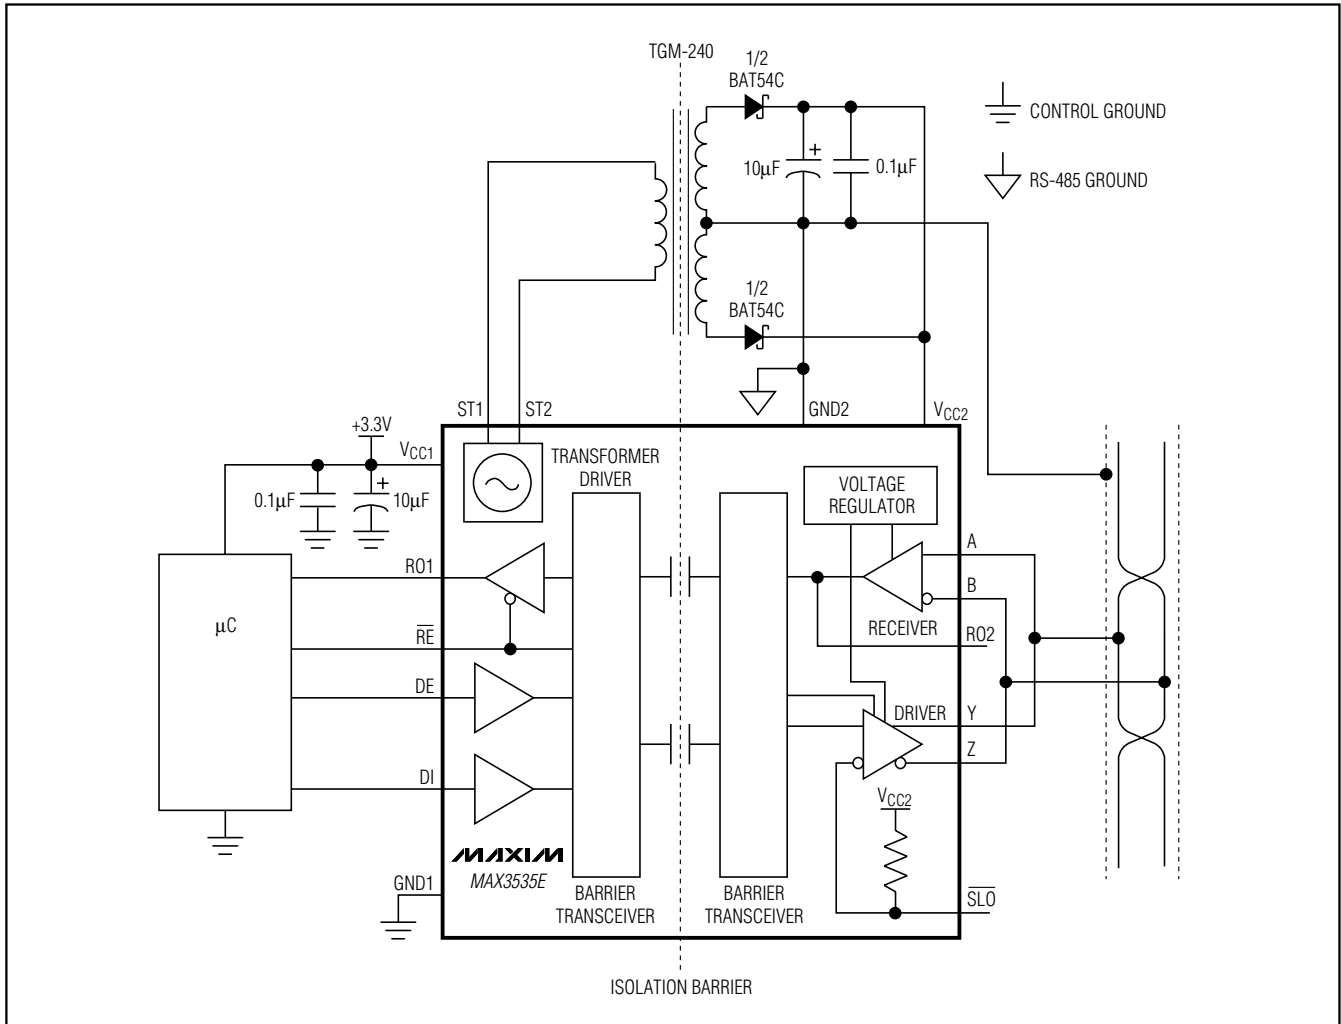 TGM-240
1/2
BAT54C
CONTROL GROUND
10µF
+
0.1µF
RS-485 GROUND
1/2
BAT54C
ST1
ST2
GND2
VCC2
+3.3V
VCC1
0.1µF
+
10µF
TRANSFORMER
DRIVER
VOLTAGE
REGULATOR
A
RO1
B
µC
RE
RECEIVER
RO2
DE
DRIVER
Y
Z
DI
VCC2
MAXIM
MAX3535E
GND1
BARRIER
TRANSCEIVER
BARRIER
TRANSCEIVER
SLO
ISOLATION BARRIER